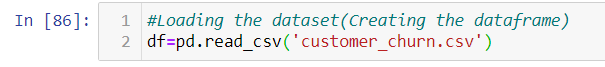 In [86]:
1 #Loading the dataset(Creating the dataframe)
2 df=pd.read_csv('customer_churn.csv')